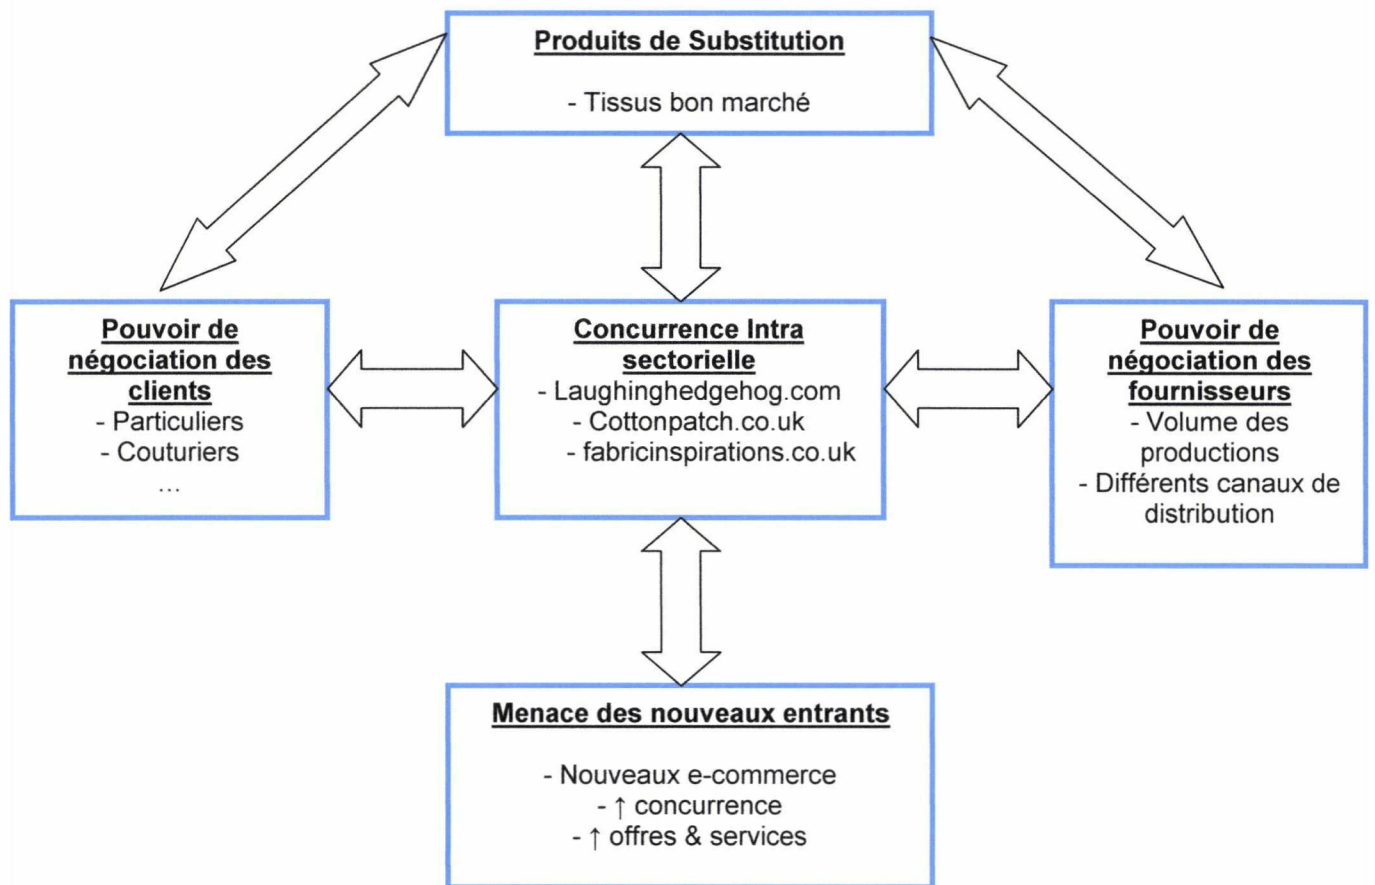 Produits de Substitution
- Tissus bon marché
Pouvoir de
négociation des
clients
- Particuliers
- Couturiers
...
Concurrence Intra
sectorielle
- Laughinghedgehog.com
- Cottonpatch.co.uk
- fabricinspirations.co.uk
Pouvoir de
négociation des
fournisseurs
- Volume des
productions
- Différents canaux de
distribution
Menace des nouveaux entrants
- Nouveaux e-commerce
- ↑ concurrence
- ↑ offres & services